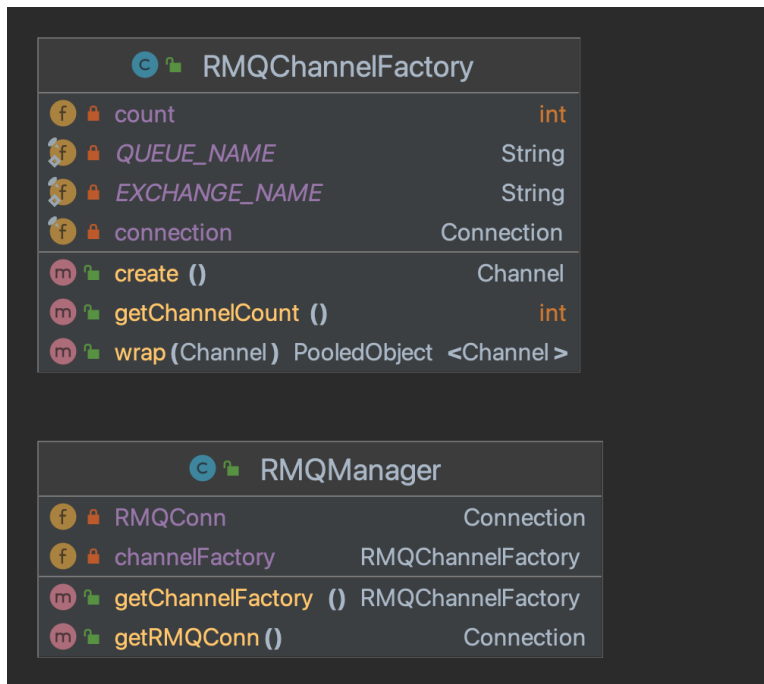 RMQChannelFactory
count int
QUEUE_NAME String
EXCHANGE_NAME String
connection Connection
create () Channel
getChannelCount () int
wrap(Channel) PooledObject <Channel>
RMQManager
RMQConn Connection
channelFactory RMQChannelFactory
getChannelFactory () RMQChannelFactory
getRMQConn() Connection